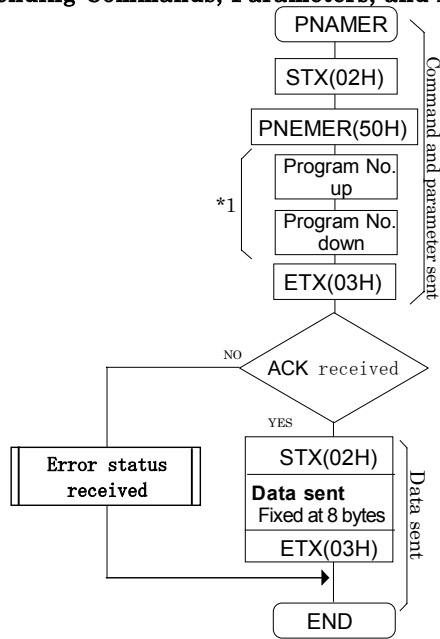 Commands, Parameters, and
PNAMER
STX(02H)
PNEMER(50H)
Program No.
up
*1
Program No.
down
ETX(03H)
Command and parameter sent
NO
ACK received
YES
Error status
received
STX(02H)
Data sent
Fixed at 8 bytes
ETX(03H)
Data sent
END